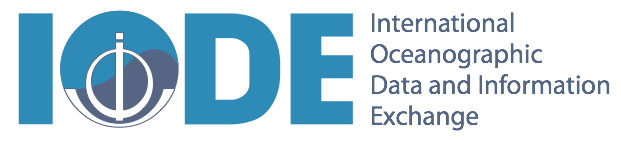 IODE
International
Oceanographic
Data and Information
Exchange